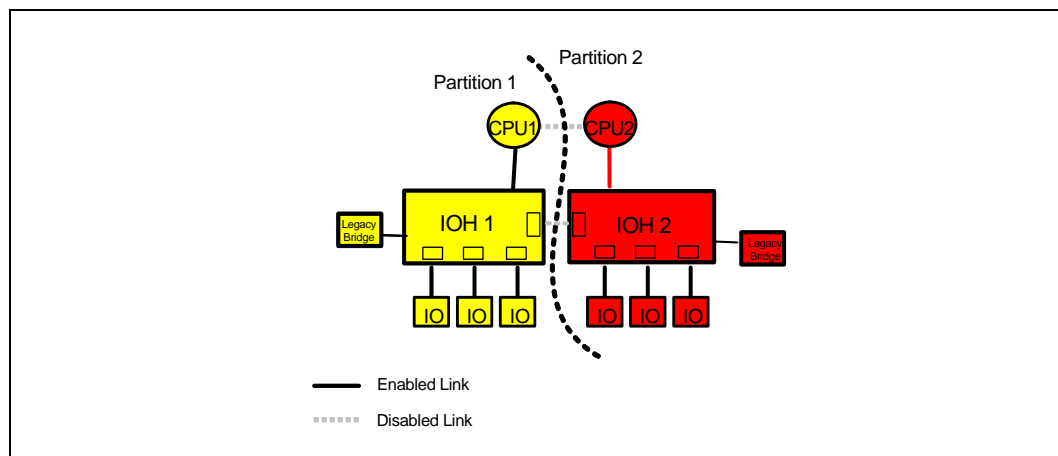 Partition 1
Partition 2
CPU1
CPU2
IOH 1
IOH 2
Legacy
Bridge
Legacy
Bridge
IO
IO
IO
IO
IO
IO
Enabled Link
Disabled Link